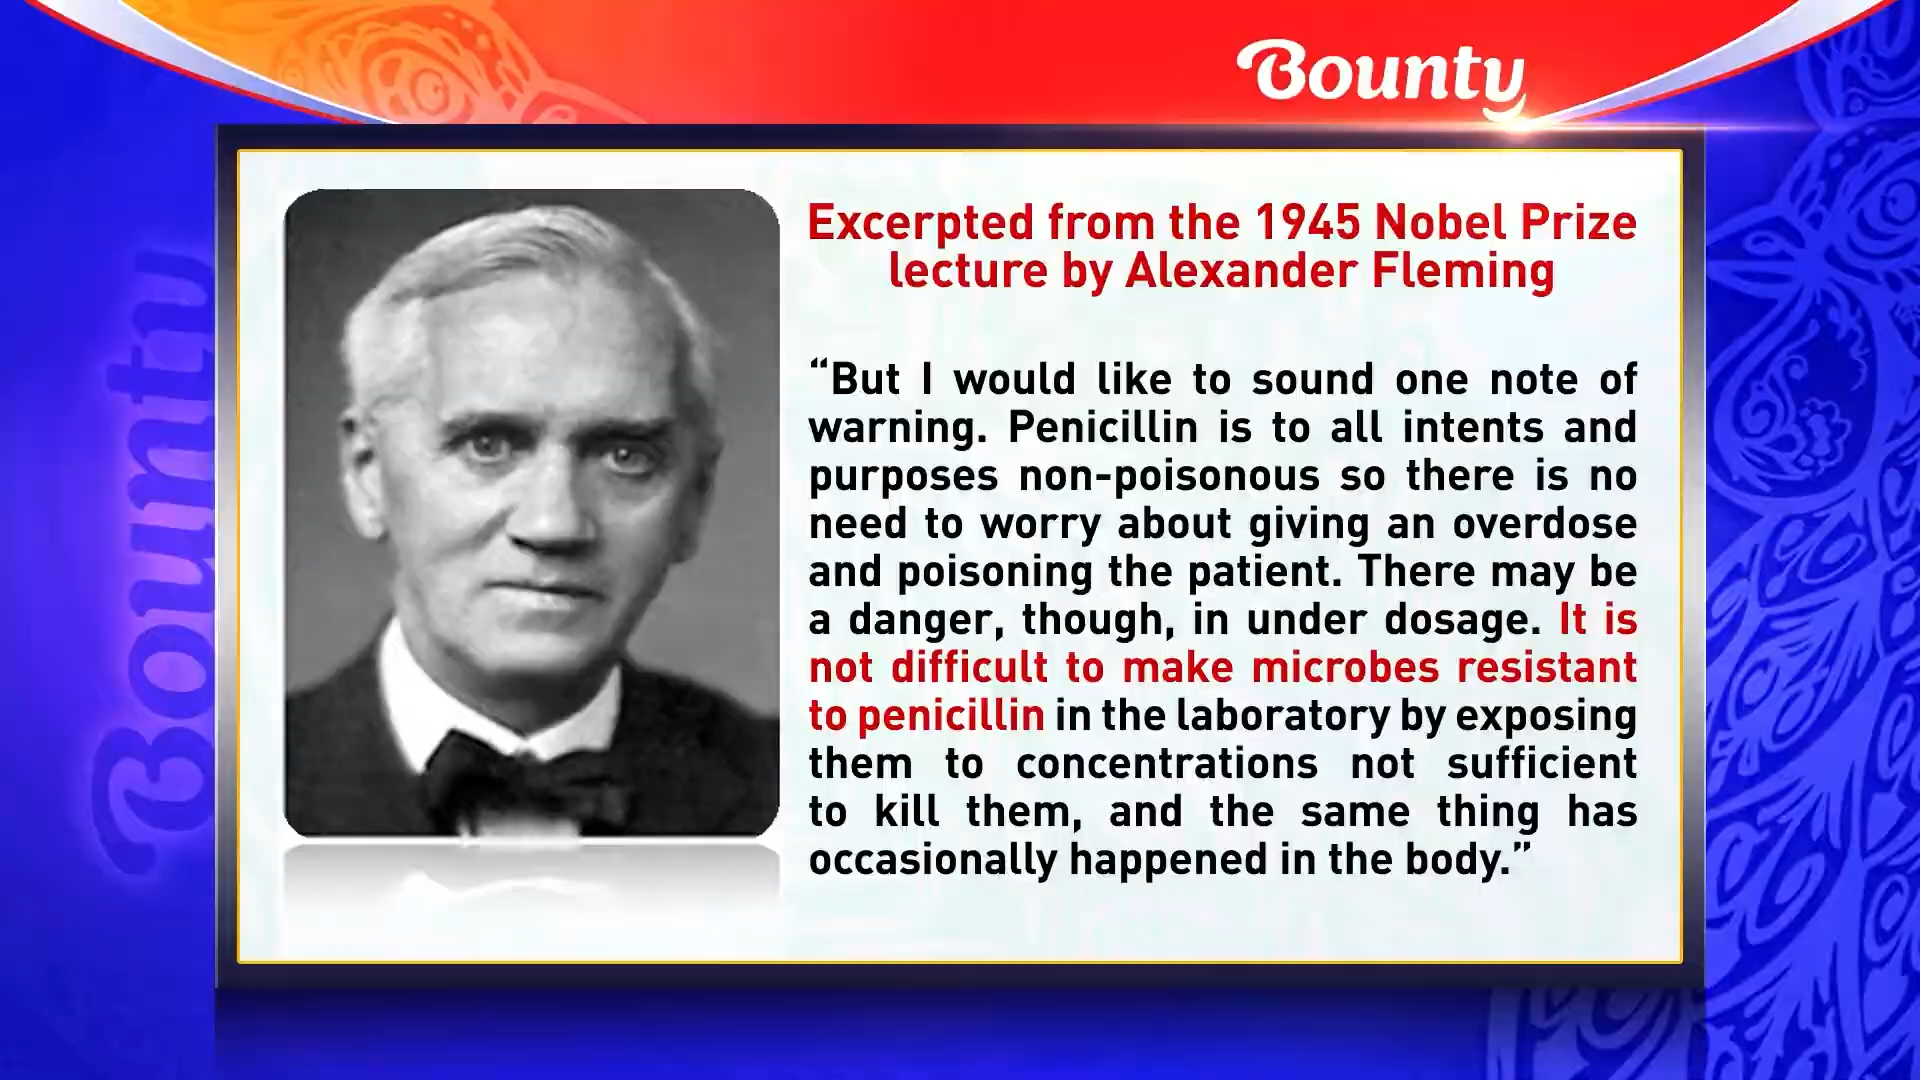 Bounty
Bounty
Excerpted from the 1945 Nobel Prize
lecture by Alexander Fleming
“But I would like to sound one note of
warning. Penicillin is to all intents and
purposes non-poisonous so there is no
need to worry about giving an overdose
and poisoning the patient. There may be
a danger, though, in under dosage. It is
not difficult to make microbes resistant
to penicillin in the laboratory by exposing
them to concentrations not sufficient
to kill them, and the same thing has
occasionally happened in the body.”